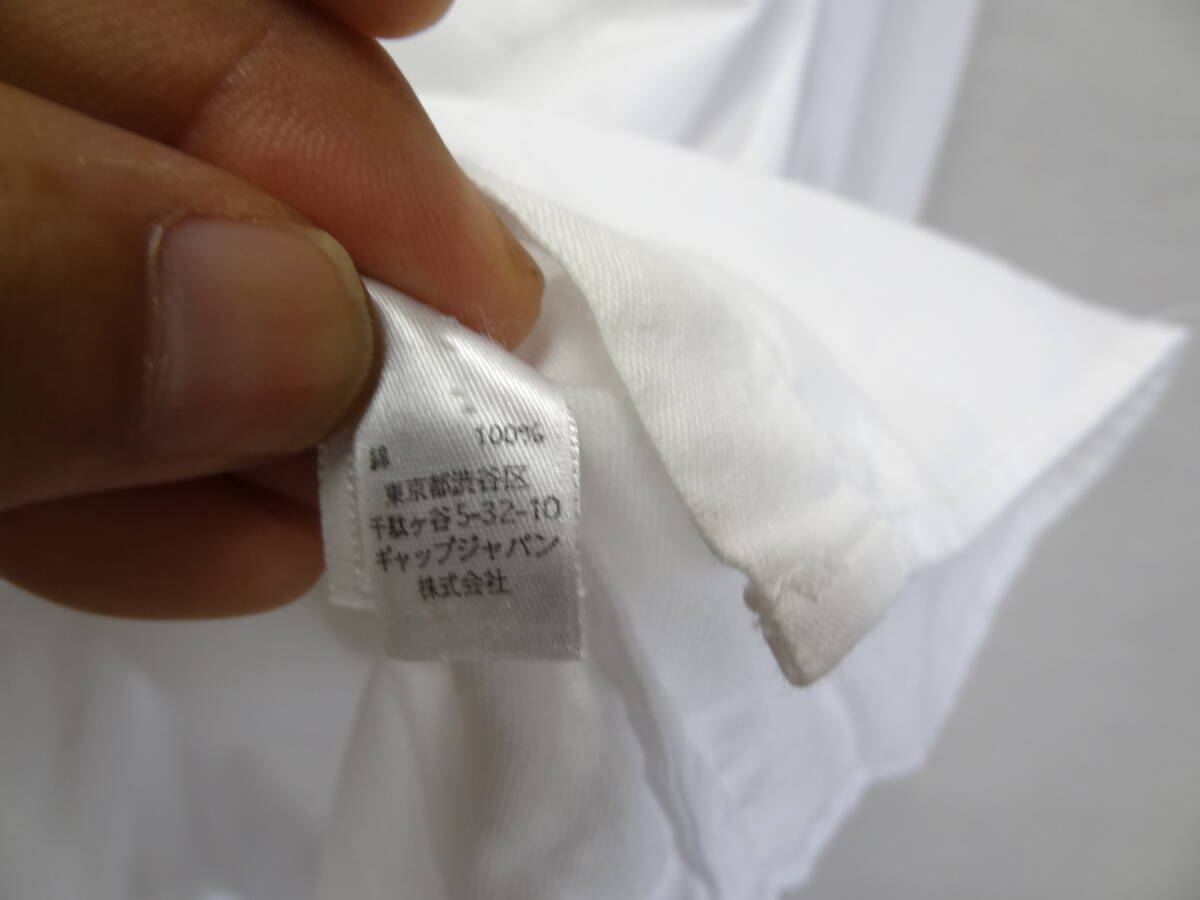 綿 100%
東京都渋谷区
千駄ヶ谷5-32-10
ギャップジャパン
株式会社